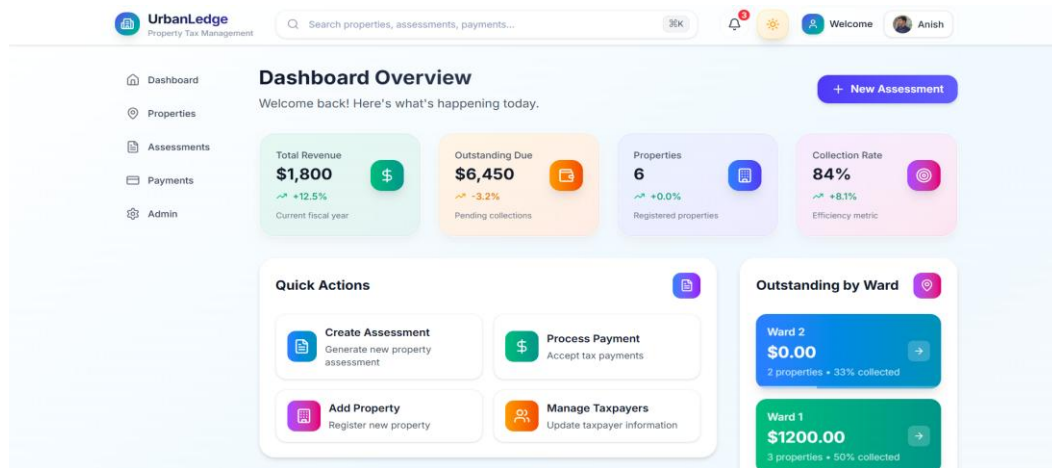 UrbanLedge
Property Tax Management
Search properties, assessments, payments...
⌘K
3
Welcome
Anish
Dashboard
Properties
Assessments
Payments
Admin
Dashboard Overview
Welcome back! Here's what's happening today.
+ New Assessment
Total Revenue
$1,800
+12.5%
Current fiscal year
Outstanding Due
$6,450
-3.2%
Pending collections
Properties
6
+0.0%
Registered properties
Collection Rate
84%
+8.1%
Efficiency metric
Quick Actions
Create Assessment
Generate new property
assessment
Process Payment
Accept tax payments
Add Property
Register new property
Manage Taxpayers
Update taxpayer information
Outstanding by Ward
Ward 2
$0.00
2 properties • 33% collected
Ward 1
$1200.00
3 properties • 50% collected